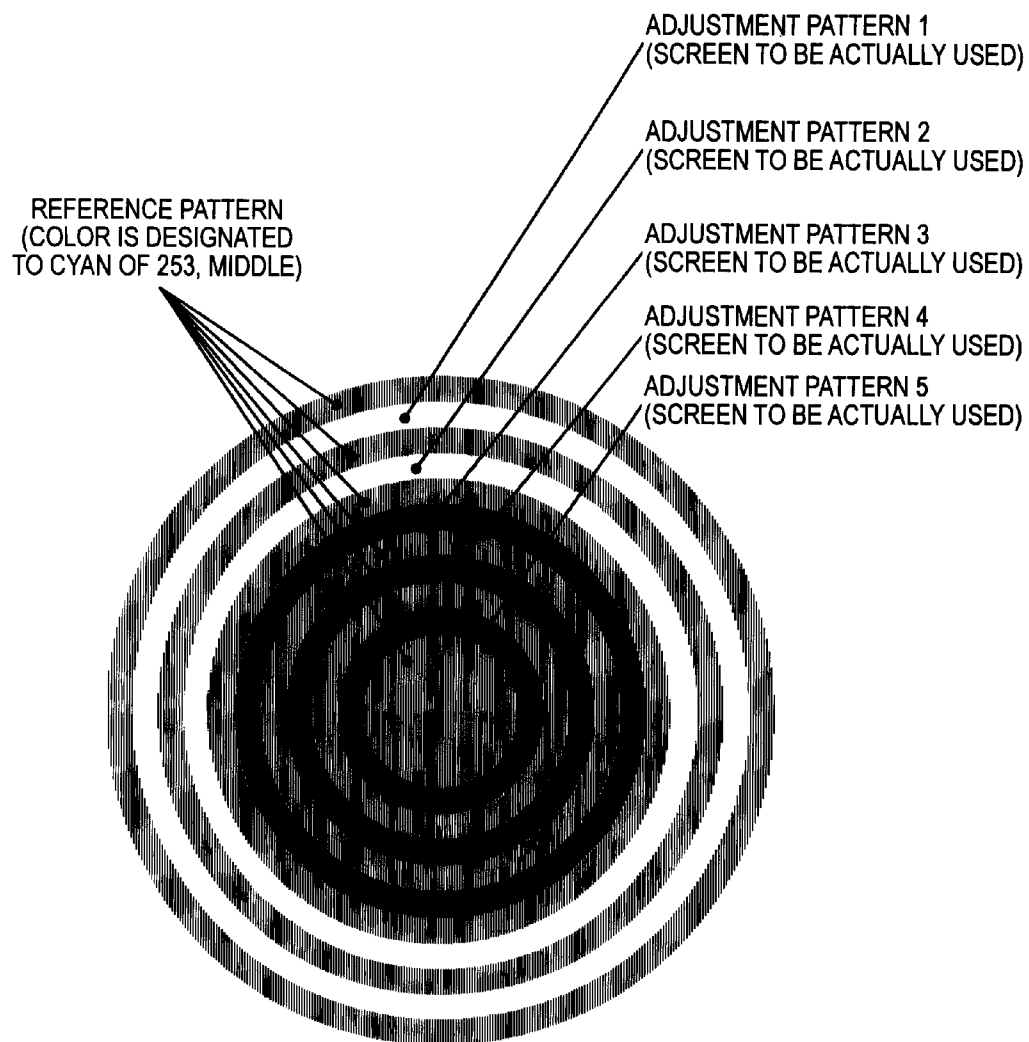 ADJUSTMENT PATTERN 1
(SCREEN TO BE ACTUALLY USED)
ADJUSTMENT PATTERN 2
(SCREEN TO BE ACTUALLY USED)
REFERENCE PATTERN
(COLOR IS DESIGNATED
TO CYAN OF 253, MIDDLE)
ADJUSTMENT PATTERN 3
(SCREEN TO BE ACTUALLY USED)
ADJUSTMENT PATTERN 4
(SCREEN TO BE ACTUALLY USED)
ADJUSTMENT PATTERN 5
(SCREEN TO BE ACTUALLY USED)